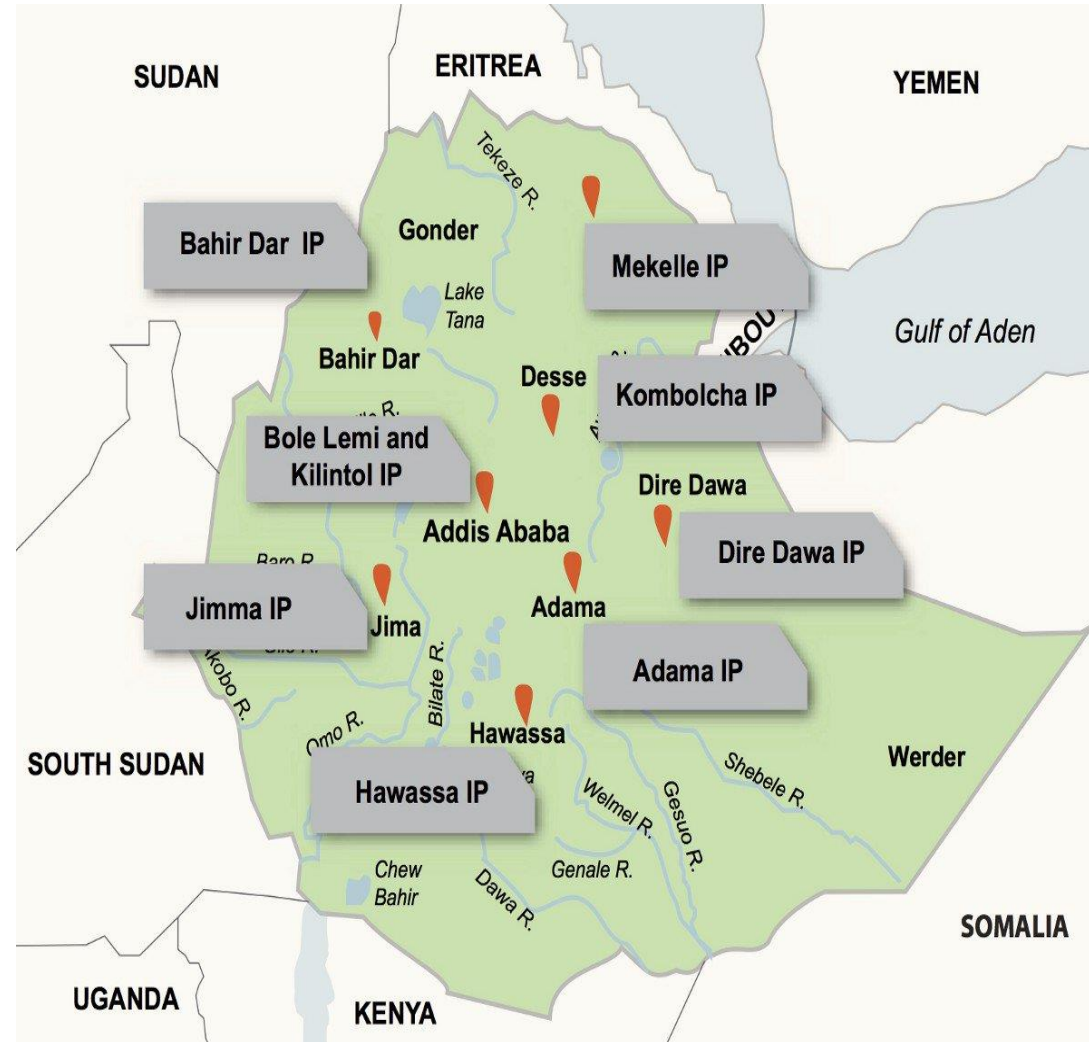 SUDAN
ERITREA
YEMEN
Tekeze R.
Gonder
Bahir Dar IP
Mekelle IP
Lake
Tana
Gulf of Aden
Bahir Dar
Desse
Kombolcha IP
Bole Lemi and
Kilintol IP
Dire Dawa
Addis Ababa
Dire Dawa IP
Baro R.
Jimma IP
Jima
Adama
Adama IP
Akobo R.
Bilate R.
Omo R.
Hawassa
SOUTH SUDAN
Werder
Shebele R.
Hawassa IP
Welmel R.
Gesuo R.
Chew
Bahir
Genale R.
Dawa R.
SOMALIA
UGANDA
KENYA